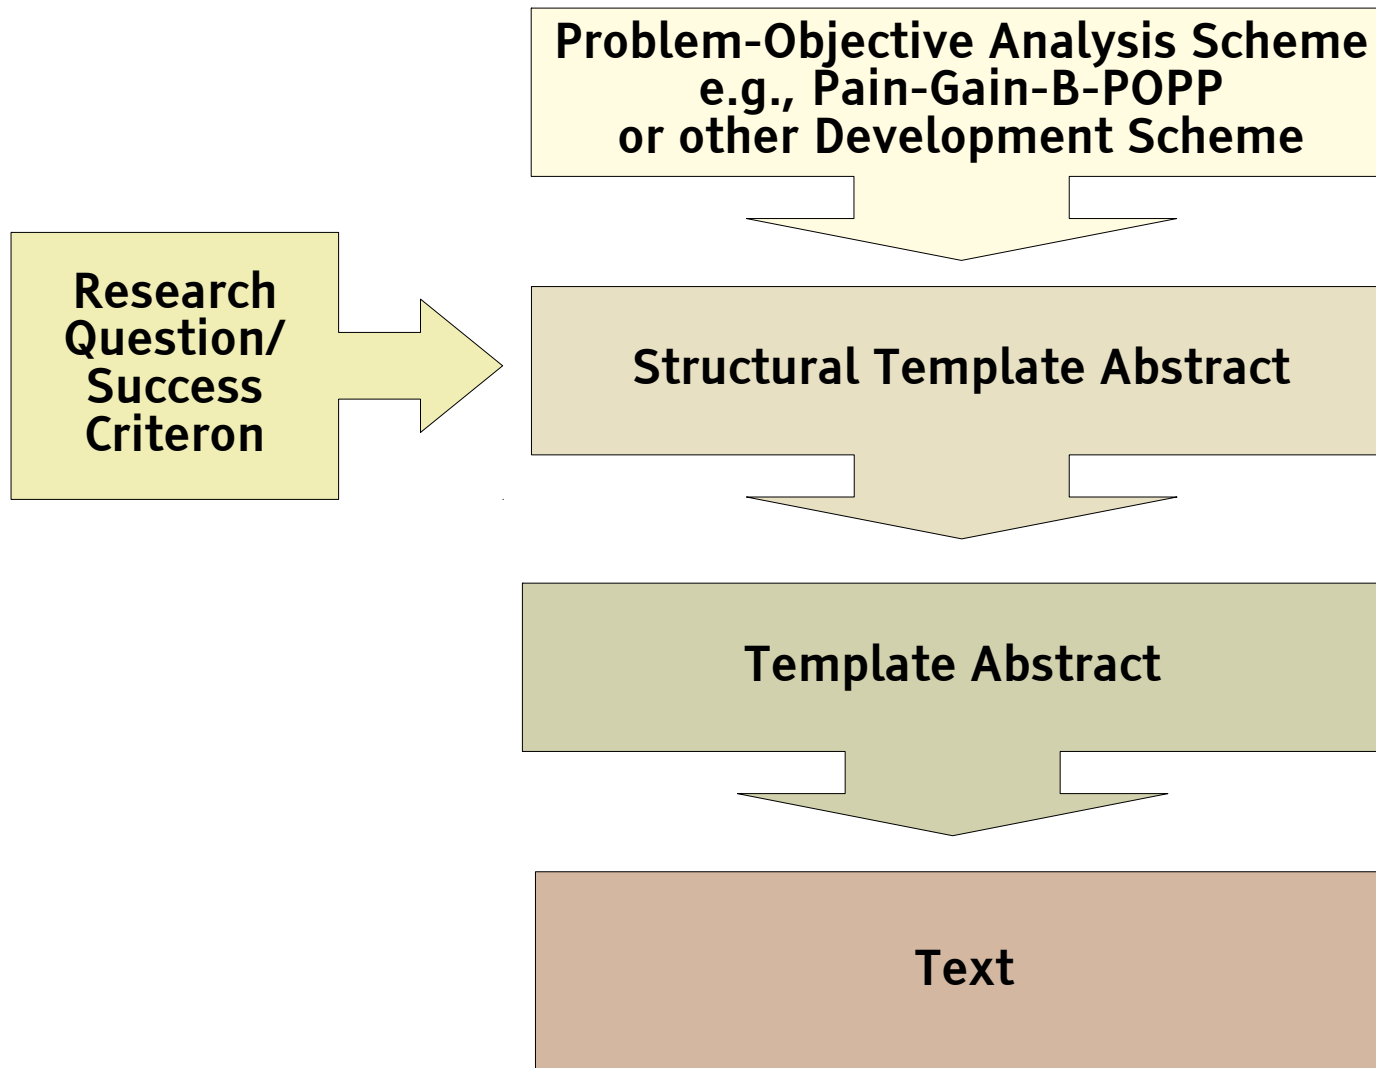 Problem-Objective Analysis Scheme
e.g., Pain-Gain-B-POPP
or other Development Scheme
Research
Question/
Success
Criteron
Structural Template Abstract
Template Abstract
Text